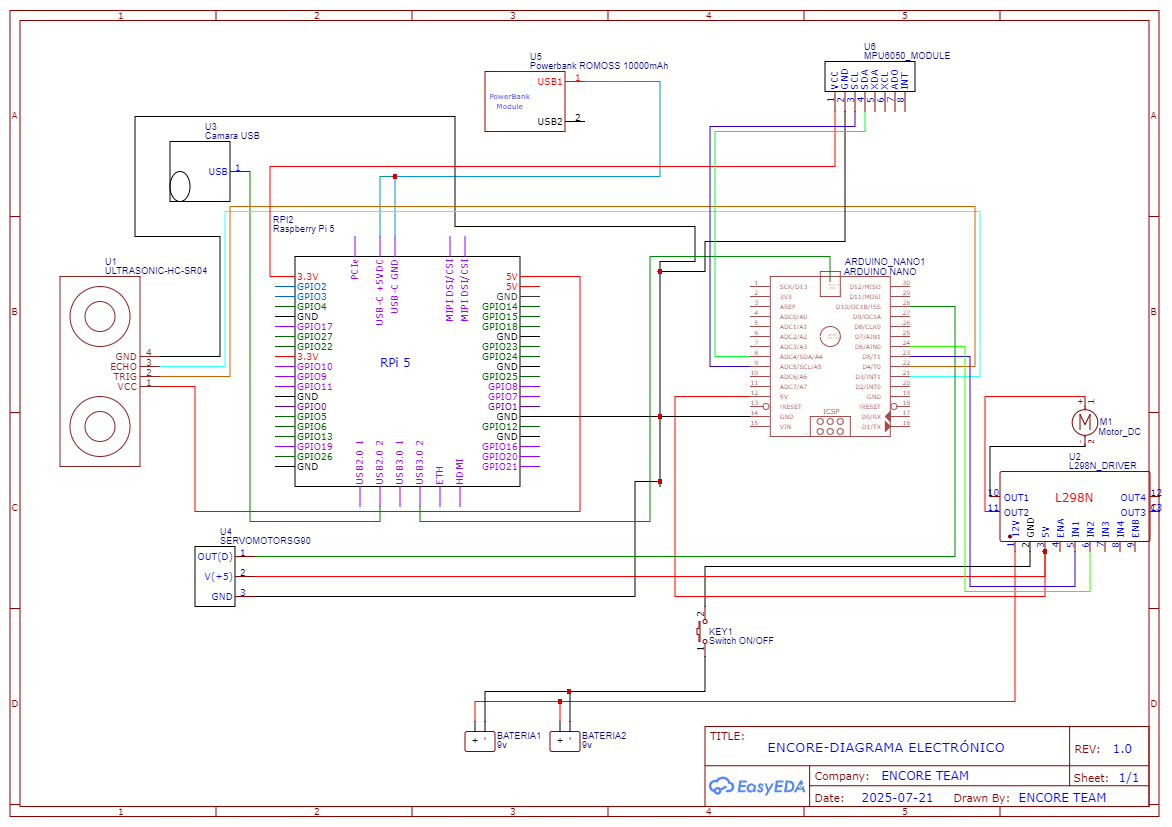 1 2 3 4 5
A
B
C
D
U5
Powerbank ROMOSS 10000mAh
USB1 1
PowerBank
Module
USB2 2
U6
MPU6050_MODULE
VCC GND SCL SDA XDA XCL ADO INT
1 2 3 4 5 6 7 8
U3
Camara USB
USB 1
U1
ULTRASONIC-HC-SR04
GND 4
ECHO 3
TRIG 2
VCC 1
RPI2
Raspberry Pi 5
PCIe
USB-C +5VDC
USB-C GND
MIPI DSI/CSI
MIPI DSI/CSI
3.3V
GPIO2
GPIO3
GPIO4
GND
GPIO17
GPIO27
GPIO22
3.3V
GPIO10
GPIO9
GPIO11
GND
GPIO0
GPIO5
GPIO6
GPIO13
GPIO19
GPIO26
GND
RPi 5
5V
5V
GND
GPIO14
GPIO15
GPIO18
GND
GPIO23
GPIO24
GND
GPIO25
GPIO8
GPIO7
GPIO1
GND
GPIO12
GND
GPIO16
GPIO20
GPIO21
USB2.0 1
USB2.0 2
USB3.0 1
USB3.0 2
ETH
HDMI
ARDUINO_NANO1
ARDUINO NANO
1 SCK/D13
2 3V3
3 AREF
4 ADC0/A0
5 ADC1/A1
6 ADC2/A2
7 ADC3/A3
8 ADC4/SDA/A4
9 ADC5/SCL/A5
10 ADC6/A6
11 ADC7/A7
12 5V
13 !RESET
14 GND
15 VIN
D12/MISO 30
D11/MOSI 29
D10/OC1B/ISS 28
D9/OC1A 27
D8/CLK0 26
D7/AIN1 25
D6/AIN0 24
D5/T1 23
D4/T0 22
D3/INT1 21
D2/INT0 20
GND 19
!RESET 18
D0/RX 17
D1/TX 16
ICSP
M
+ 1
- 2
M1
Motor_DC
U2
L298N_DRIVER
10 OUT1
11 OUT2
L298N
OUT4 12
OUT3 13
12V GND 5V ENA IN1 IN2 IN3 IN4 ENB
1 2 3 4 5 6 7 8 9
U4
SERVOMOTORSG90
OUT(D) 1
V(+5) 2
GND 3
2
KEY1
Switch ON/OFF
1
+ -
BATERIA1
9v
+ -
BATERIA2
9v
TITLE:
ENCORE-DIAGRAMA ELECTRÓNICO
REV: 1.0
EasyEDA
Company: ENCORE TEAM
Sheet: 1/1
Date: 2025-07-21 Drawn By: ENCORE TEAM
1 2 3 4 5
A
B
C
D